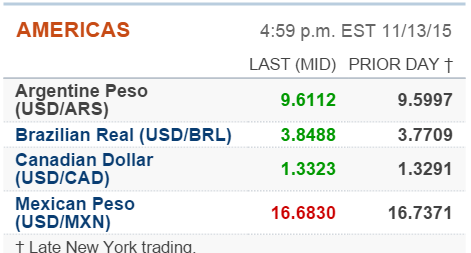 AMERICAS 4:59 p.m. EST 11/13/15
LAST (MID) PRIOR DAY †
Argentine Peso
(USD/ARS) 9.6112 9.5997
Brazilian Real (USD/BRL) 3.8488 3.7709
Canadian Dollar
(USD/CAD) 1.3323 1.3291
Mexican Peso
(USD/MXN) 16.6830 16.7371
† Late New York trading.